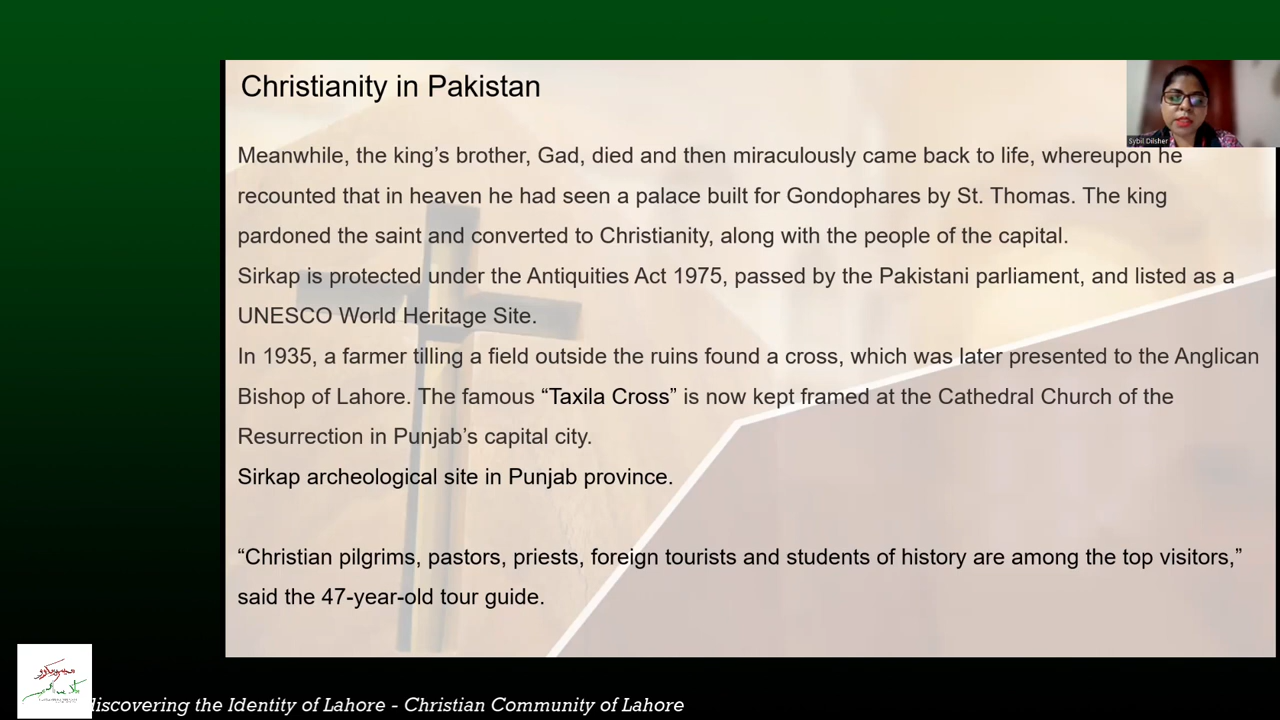 Christianity in Pakistan
Sybil Dilsher
Meanwhile, the king's brother, Gad, died and then miraculously came back to life, whereupon he
recounted that in heaven he had seen a palace built for Gondophares by St. Thomas. The king
pardoned the saint and converted to Christianity, along with the people of the capital.
Sirkap is protected under the Antiquities Act 1975, passed by the Pakistani parliament, and listed as a
UNESCO World Heritage Site.
In 1935, a farmer tilling a field outside the ruins found a cross, which was later presented to the Anglican
Bishop of Lahore. The famous “Taxila Cross” is now kept framed at the Cathedral Church of the
Resurrection in Punjab’s capital city.
Sirkap archeological site in Punjab province.
“Christian pilgrims, pastors, priests, foreign tourists and students of history are among the top visitors,”
said the 47-year-old tour guide.
iscovering the Identity of Lahore - Christian Community of Lahore